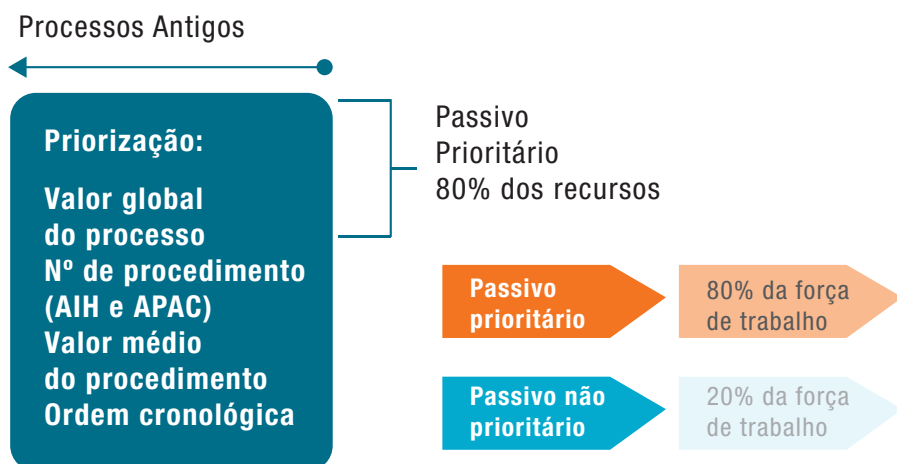 Processos Antigos
Priorização:
Valor global
do processo
Nº de procedimento
(AIH e APAC)
Valor médio
do procedimento
Ordem cronológica
Passivo
Prioritário
80% dos recursos
Passivo
prioritário
80% da força
de trabalho
Passivo não
prioritário
20% da força
de trabalho